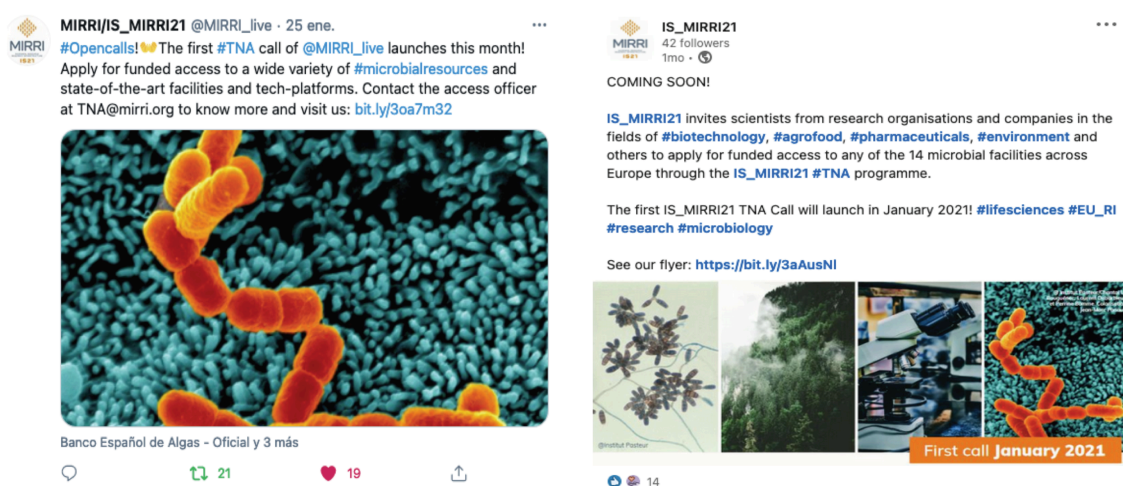 MIRRI/IS_MIRRI21 @MIRRI_live · 25 ene.
#Opencalls!👐The first #TNA call of @MIRRI_live launches this month!
Apply for funded access to a wide variety of #microbialresources and
state-of-the-art facilities and tech-platforms. Contact the access officer
at TNA@mirri.org to know more and visit us: bit.ly/3oa7m32
MIRRI
IS 21
Banco Español de Algas - Oficial y 3 más
21
19
IS_MIRRI21
42 followers
1mo •
MIRRI
IS 21
COMING SOON!
IS_MIRRI21 invites scientists from research organisations and companies in the
fields of #biotechnology, #agrofood, #pharmaceuticals, #environment and
others to apply for funded access to any of the 14 microbial facilities across
Europe through the IS_MIRRI21 #TNA programme.
The first IS_MIRRI21 TNA Call will launch in January 2021! #lifesciences #EU_RI
#research #microbiology
See our flyer: https://bit.ly/3aAusNl
@Institut Pasteur
First call January 2021
14